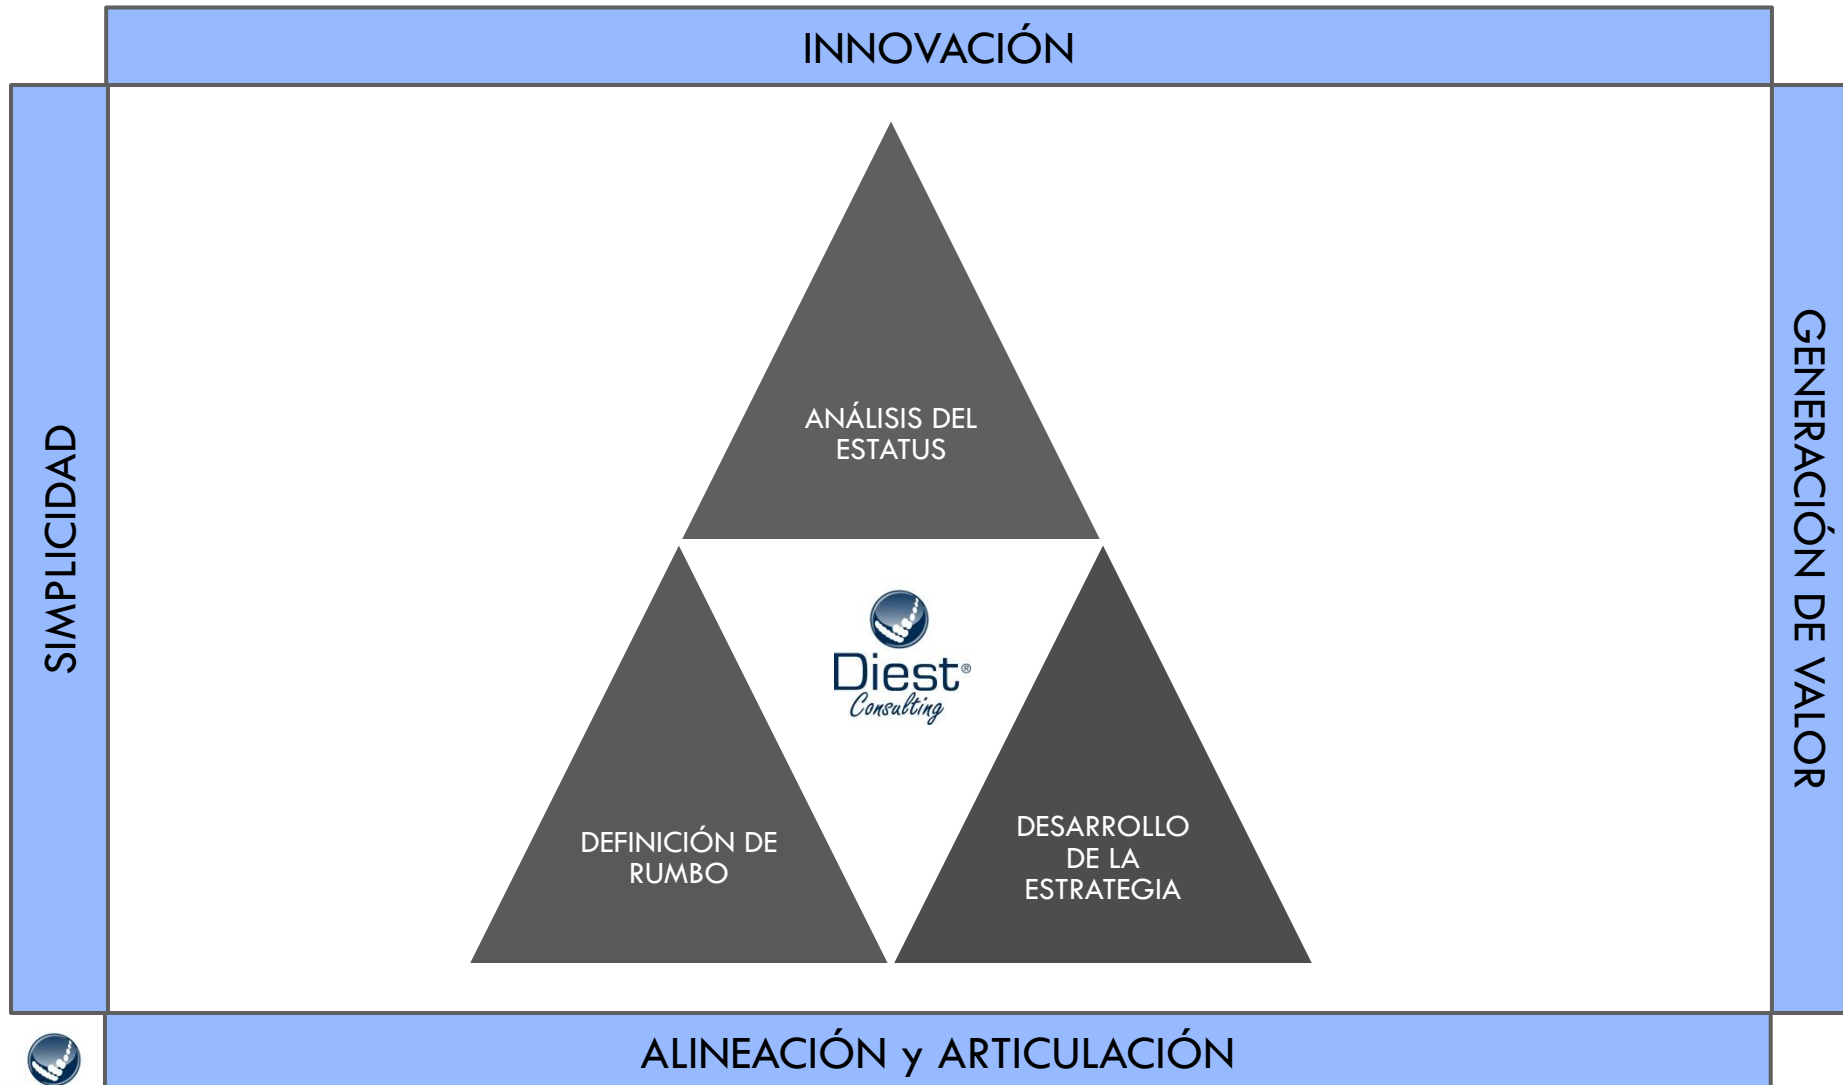 INNOVACIÓN
SIMPLICIDAD
GENERACIÓN DE VALOR
ANÁLISIS DEL
ESTATUS
Diest®
Consulting
DEFINICIÓN DE
RUMBO
DESARROLLO
DE LA
ESTRATEGIA
ALINEACIÓN y ARTICULACIÓN